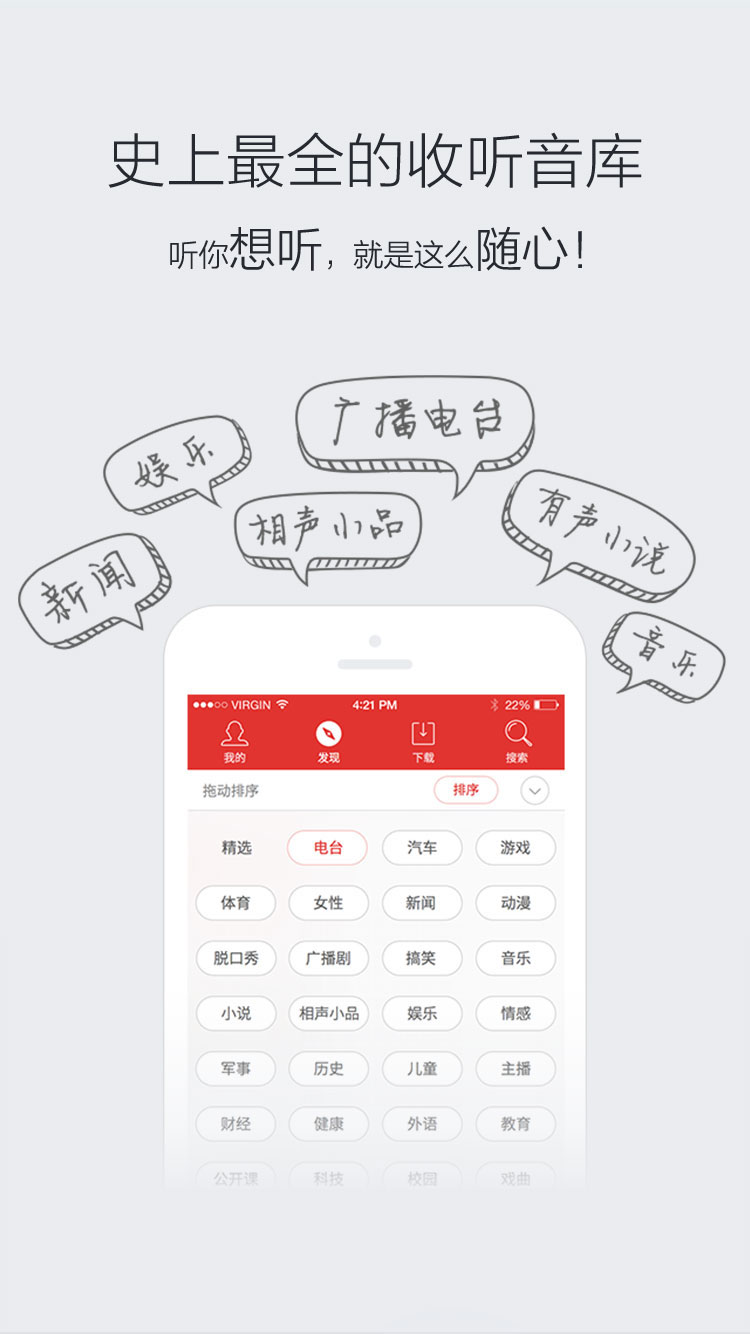 史上最全的收听音库
听你想听，就是这么随心！
广播电台
娱乐
相声小品
有声小说
新闻
音乐
VIRGIN 4:21 PM 22%
我的 发现 下载 搜索
拖动排序 排序
精选 电台 汽车 游戏
体育 女性 新闻 动漫
脱口秀 广播剧 搞笑 音乐
小说 相声小品 娱乐 情感
军事 历史 儿童 主播
财经 健康 外语 教育
公开课 科技 校园 戏曲